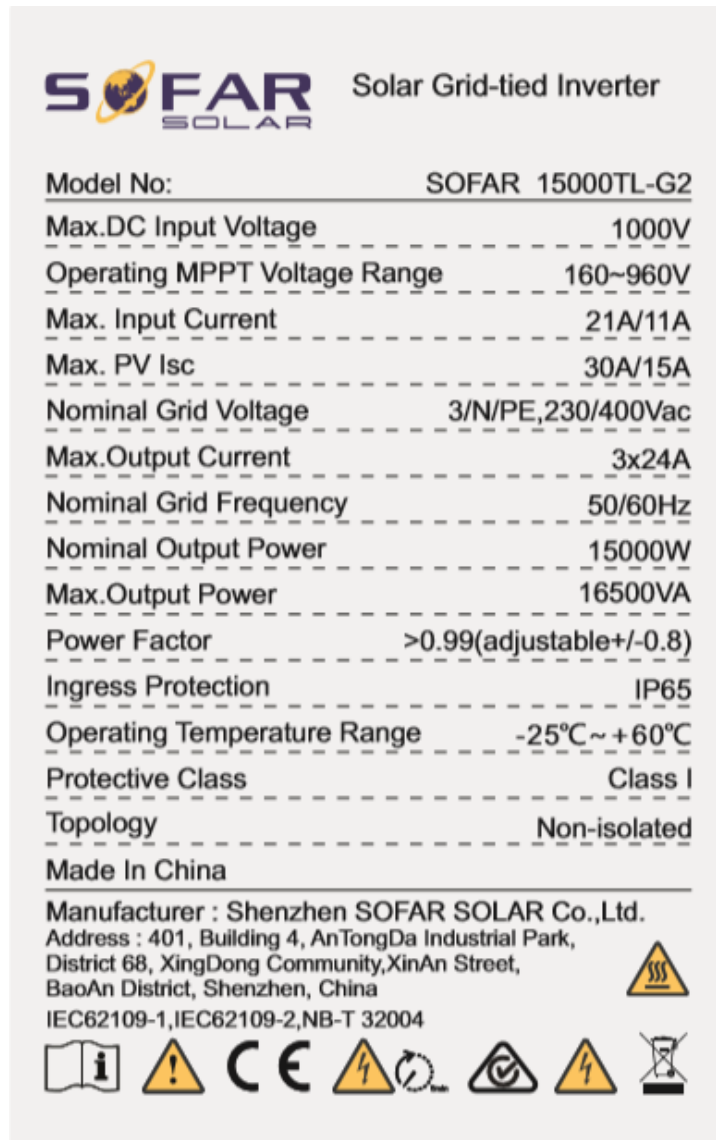 SOFAR
SOLAR
Solar Grid-tied Inverter
Model No: SOFAR 15000TL-G2
Max.DC Input Voltage 1000V
Operating MPPT Voltage Range 160~960V
Max. Input Current 21A/11A
Max. PV Isc 30A/15A
Nominal Grid Voltage 3/N/PE,230/400Vac
Max.Output Current 3x24A
Nominal Grid Frequency 50/60Hz
Nominal Output Power 15000W
Max.Output Power 16500VA
Power Factor >0.99(adjustable+/-0.8)
Ingress Protection IP65
Operating Temperature Range -25℃~+60℃
Protective Class Class I
Topology Non-isolated
Made In China
Manufacturer : Shenzhen SOFAR SOLAR Co.,Ltd.
Address : 401, Building 4, AnTongDa Industrial Park,
District 68, XingDong Community,XinAn Street,
BaoAn District, Shenzhen, China
IEC62109-1,IEC62109-2,NB-T 32004
CE